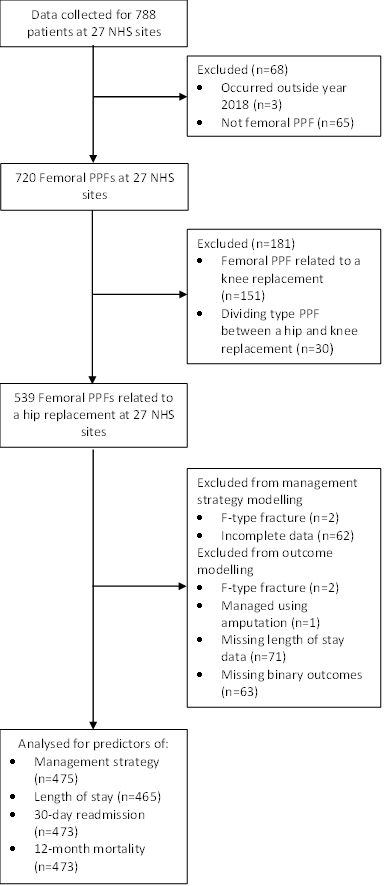 Data collected for 788
patients at 27 NHS sites
Excluded (n=68)
• Occurred outside year
2018 (n=3)
• Not femoral PPF (n=65)
720 Femoral PPFs at 27 NHS
sites
Excluded (n=181)
• Femoral PPF related to a
knee replacement
(n=151)
• Dividing type PPF
between a hip and knee
replacement (n=30)
539 Femoral PPFs related to
a hip replacement at 27 NHS
sites
Excluded from management
strategy modelling
• F-type fracture (n=2)
• Incomplete data (n=62)
Excluded from outcome
modelling
• F-type fracture (n=2)
• Managed using
amputation (n=1)
• Missing length of stay
data (n=71)
• Missing binary outcomes
(n=63)
Analysed for predictors of:
• Management strategy
(n=475)
• Length of stay (n=465)
• 30-day readmission
(n=473)
• 12-month mortality
(n=473)